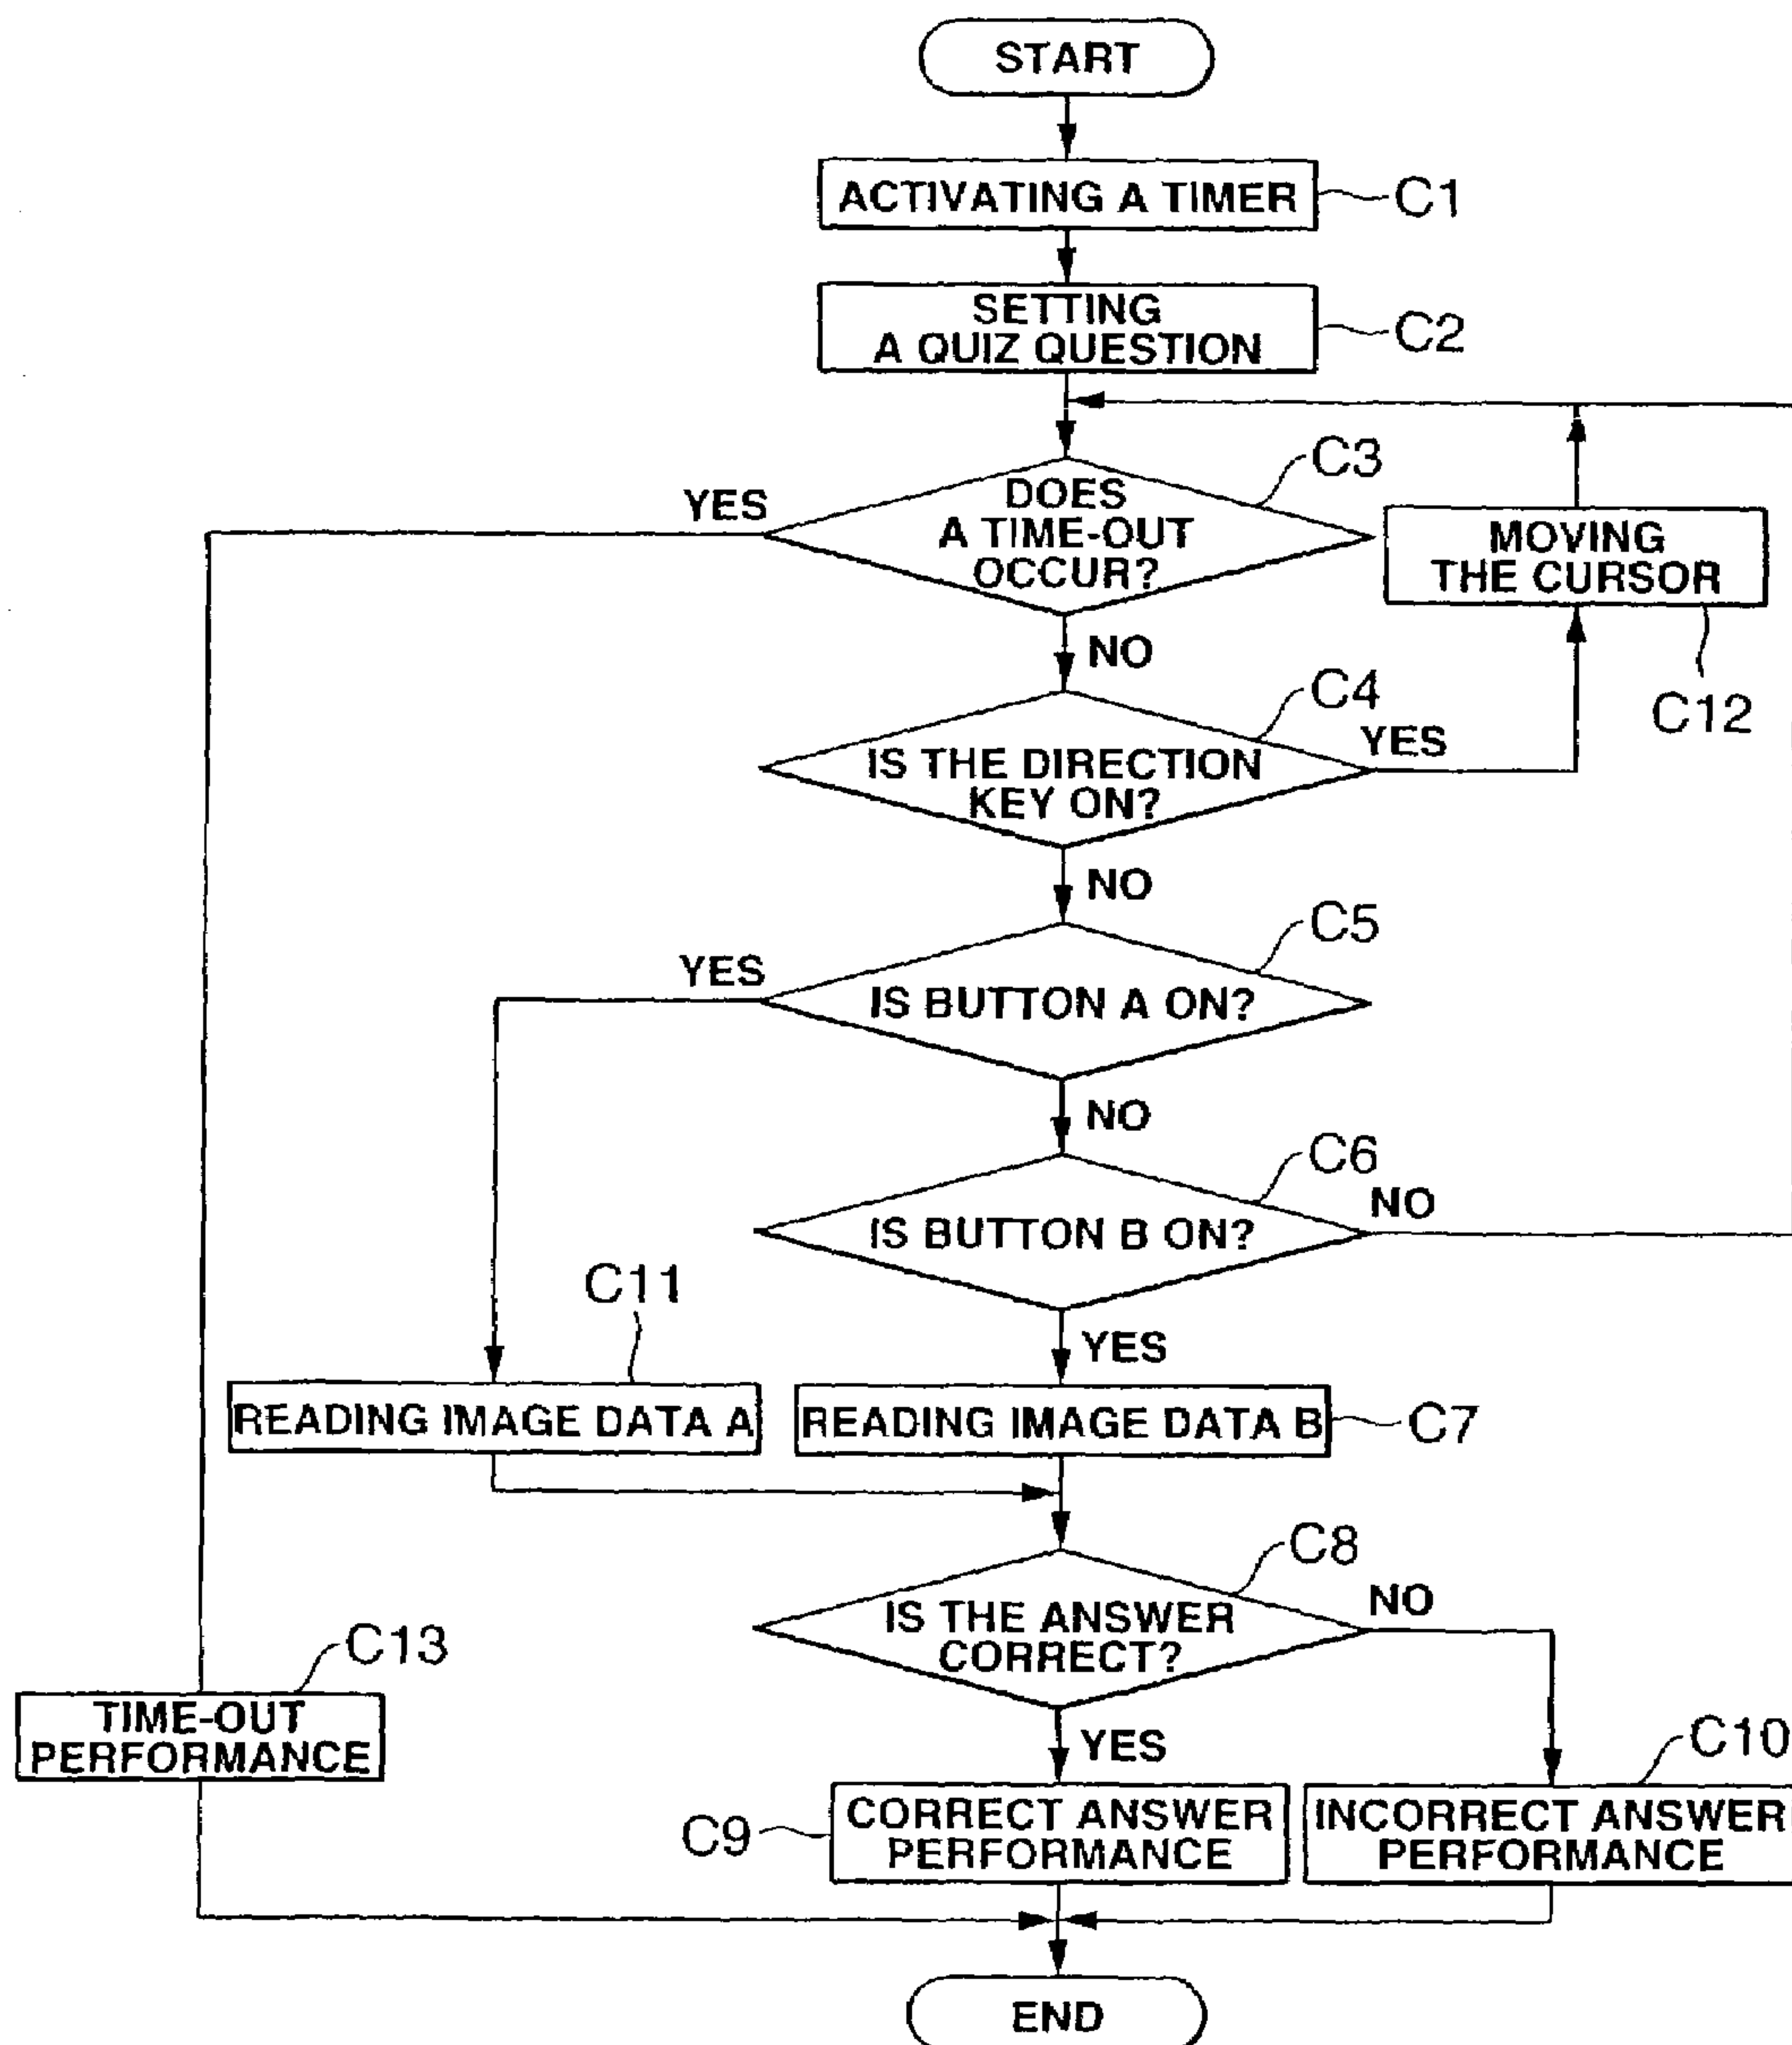 START
ACTIVATING A TIMER
C1
SETTING
A QUIZ QUESTION
C2
C3
YES
DOES
A TIME-OUT
OCCUR?
MOVING
THE CURSOR
C12
NO
C4
YES
IS THE DIRECTION
KEY ON?
NO
C5
YES
IS BUTTON A ON?
NO
C6
NO
IS BUTTON B ON?
C11
YES
READING IMAGE DATA A
READING IMAGE DATA B
C7
C8
NO
IS THE ANSWER
CORRECT?
C13
TIME-OUT
PERFORMANCE
YES
C10
C9
CORRECT ANSWER
PERFORMANCE
INCORRECT ANSWER
PERFORMANCE
END